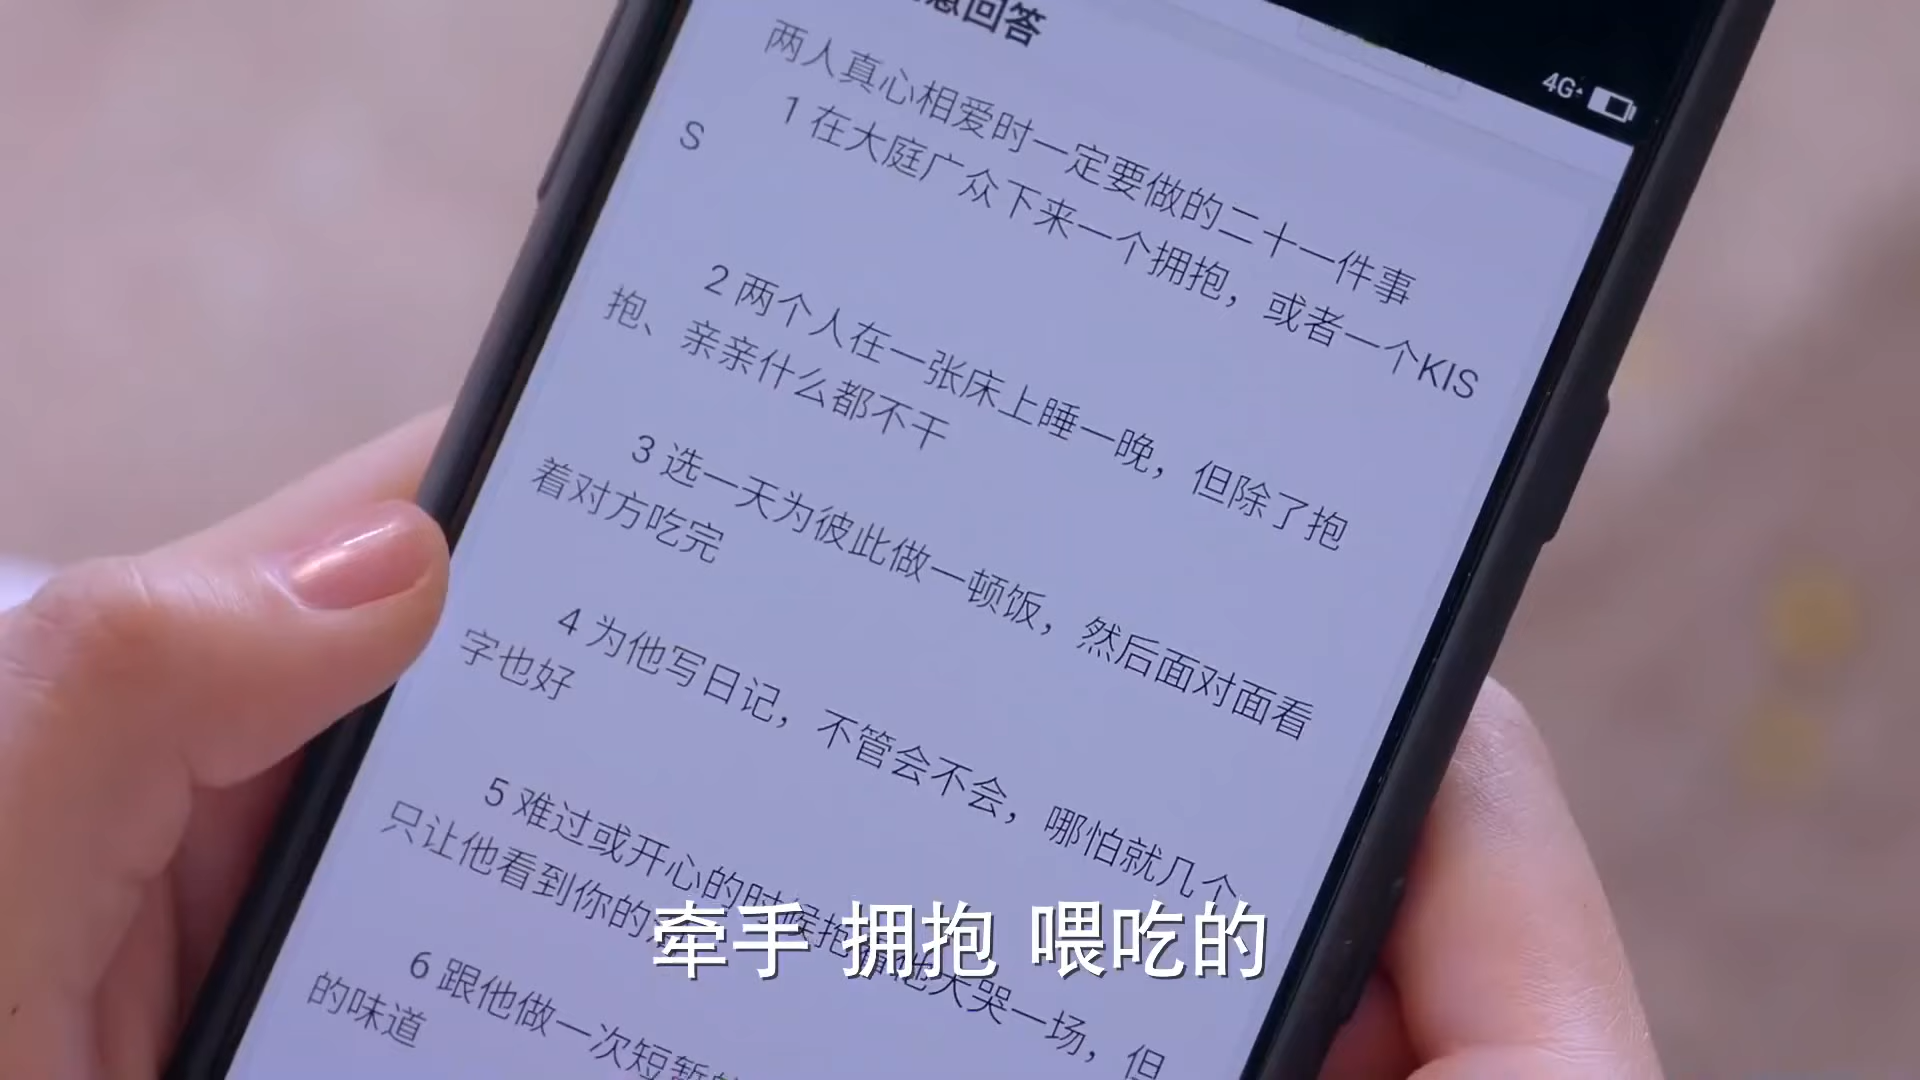 4G
回答
两人真心相爱时一定要做的二十一件事
1 在大庭广众下来一个拥抱，或者一个KIS
S
2 两个人在一张床上睡一晚，但除了抱
抱、亲亲什么都不干
3 选一天为彼此做一顿饭，然后面对面看
着对方吃完
4 为他写日记，不管会不会，哪怕就几个
字也好
5 难过或开心的时候抱着他大哭一场，但
只让他看到你的
6 跟他做一次短暂
的味道
牵手 拥抱 喂吃的